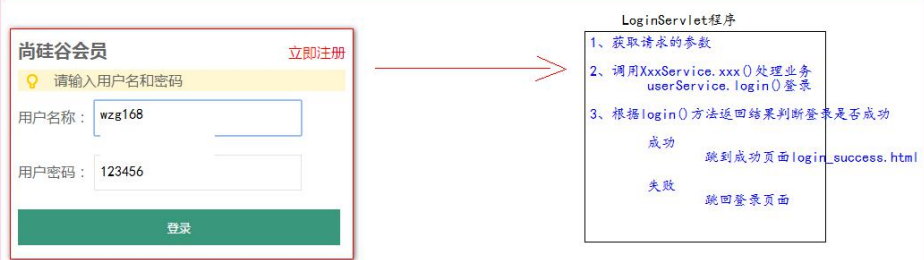 尚硅谷会员 立即注册
请输入用户名和密码
用户名称： wzg168
用户密码： 123456
登录
LoginServlet程序
1、获取请求的参数
2、调用XxxService.xxx()处理业务
userService.login()登录
3、根据login()方法返回结果判断登录是否成功
成功
跳到成功页面login_success.html
失败
跳回登录页面